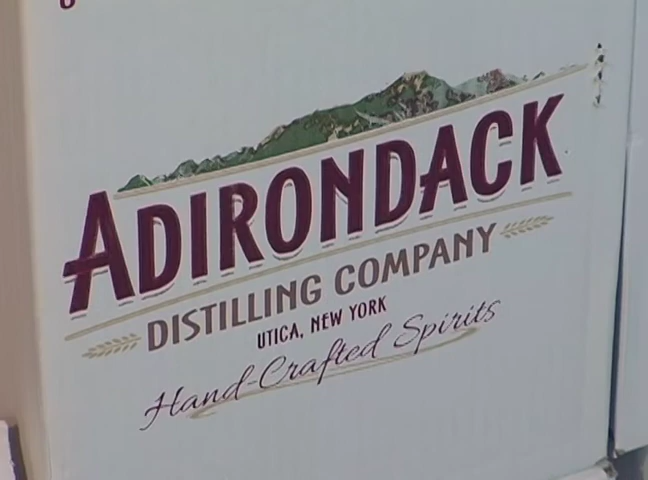 ADIRONDACK
DISTILLING COMPANY
UTICA, NEW YORK
Hand-Crafted Spirits